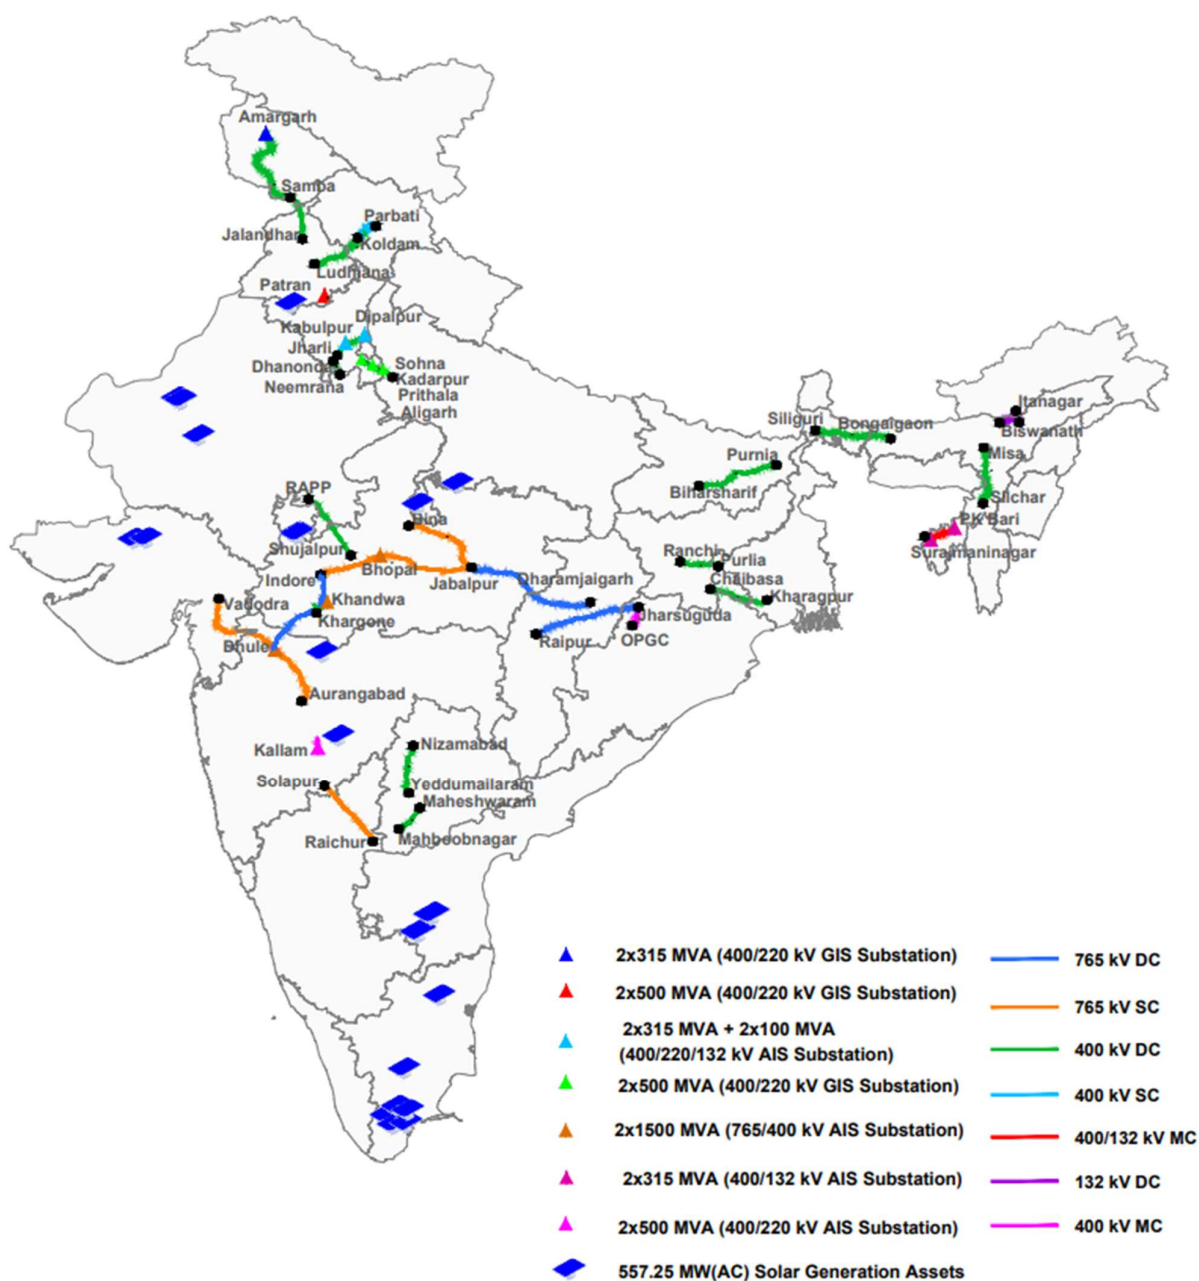 Amargarh
Samba
Jalandhar
Parbati
Koldam
Ludhiana
Patran
Dipalpur
Kabulpur
Jharli
Dhanonda
Neemrana
Sohna
Kadarpur
Prithala
Aligarh
Itanagar
Siliguri
Bongaigaon
Biswanath
Misa
Purnia
Biharsharif
Silchar
RAPP
PK Bari
Bina
Surajmaninagar
Shujalpur
Ranchi
Purlia
Bhopal
Indore
Jabalpur
Dharamjaigarh
Chaibasa
Kharagpur
Vadodra
Khandwa
Khargone
Jharsuguda
Dhule
Raipur
OPGC
Aurangabad
Kallam
Nizamabad
Solapur
Yeddumailaram
Maheshwaram
Raichur
Mahboobnagar
2x315 MVA (400/220 kV GIS Substation)
2x500 MVA (400/220 kV GIS Substation)
2x315 MVA + 2x100 MVA
(400/220/132 kV AIS Substation)
2x500 MVA (400/220 kV GIS Substation)
2x1500 MVA (765/400 kV AIS Substation)
2x315 MVA (400/132 kV AIS Substation)
2x500 MVA (400/220 kV AIS Substation)
557.25 MW(AC) Solar Generation Assets
765 kV DC
765 kV SC
400 kV DC
400 kV SC
400/132 kV MC
132 kV DC
400 kV MC